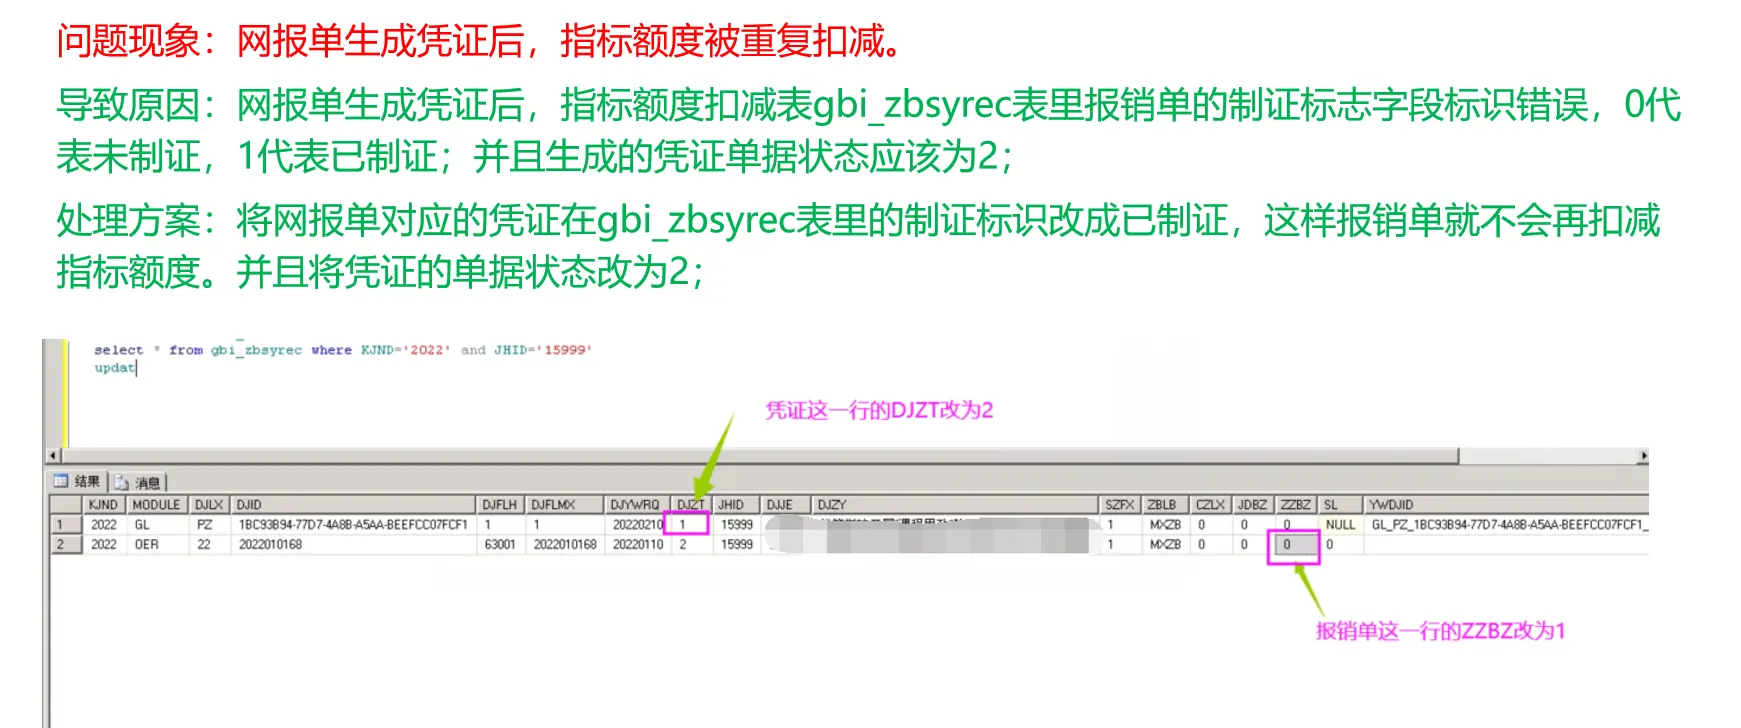 问题现象：网报单生成凭证后，指标额度被重复扣减。
导致原因：网报单生成凭证后，指标额度扣减表gbi_zbsyrec表里报销单的制证标志字段标识错误，0代
表未制证，1代表已制证；并且生成的凭证单据状态应该为2；
处理方案：将网报单对应的凭证在gbi_zbsyrec表里的制证标识改成已制证，这样报销单就不会再扣减
指标额度。并且将凭证的单据状态改为2；
select * from gbi_zbsyrec where KJND='2022' and JHID='15999'
updat
凭证这一行的DJZT改为2
结果 消息
KJND MODULE DJLX DJID DJFLH DJFLMX DJYWRQ DJZT JHID DJJE DJZY SZFX ZBLB CZLX JDBZ ZZBZ SL YWDJID
1 2022 GL PZ 1BC93B94-77D7-4A8B-A5AA-BEEFCC07FCF1 1 1 20220210 1 15999 1 MXZB 0 0 0 NULL GL_PZ_1BC93B94-77D7-4A8B-A5AA-BEEFCC07FCF1_
2 2022 OER 22 2022010168 63001 2022010168 20220110 2 15999 1 MXZB 0 0 0 0
报销单这一行的ZZBZ改为1